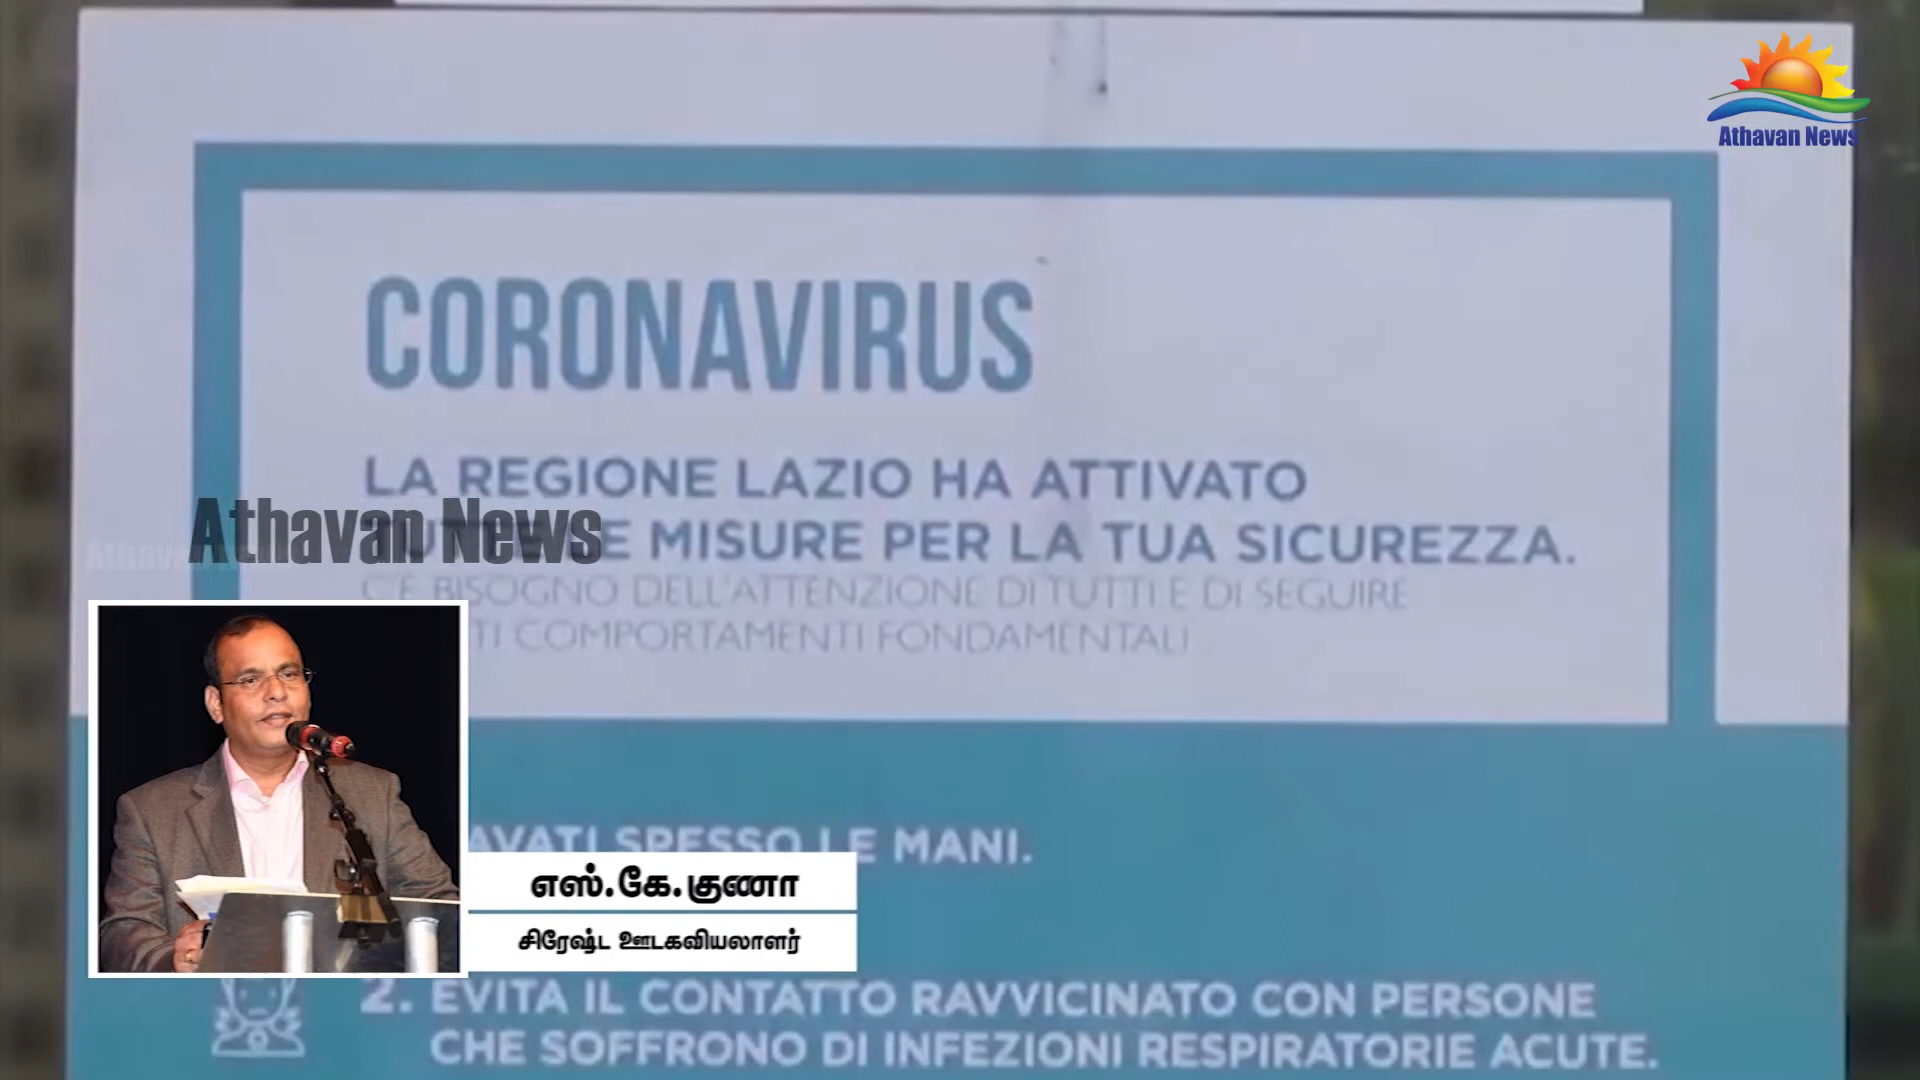 Athavan News
CORONAVIRUS
LA REGIONE LAZIO HA ATTIVATO
LE MISURE PER LA TUA SICUREZZA.
Athavan News
C'È BISOGNO DELL'ATTENZIONE DI TUTTI E DI SEGUIRE
COMPORTAMENTI FONDAMENTALI
AVATI SPESSO LE MANI.
எஸ்.கே.குணா
சிரேஷ்ட ஊடகவியலாளர்
2. EVITA IL CONTATTO RAVVICINATO CON PERSONE
CHE SOFFRONO DI INFEZIONI RESPIRATORIE ACUTE.